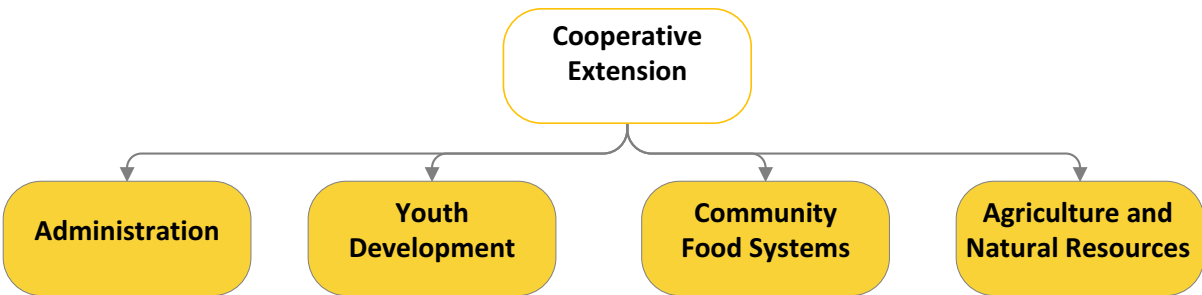 Cooperative
Extension
Administration
Youth
Development
Community
Food Systems
Agriculture and
Natural Resources